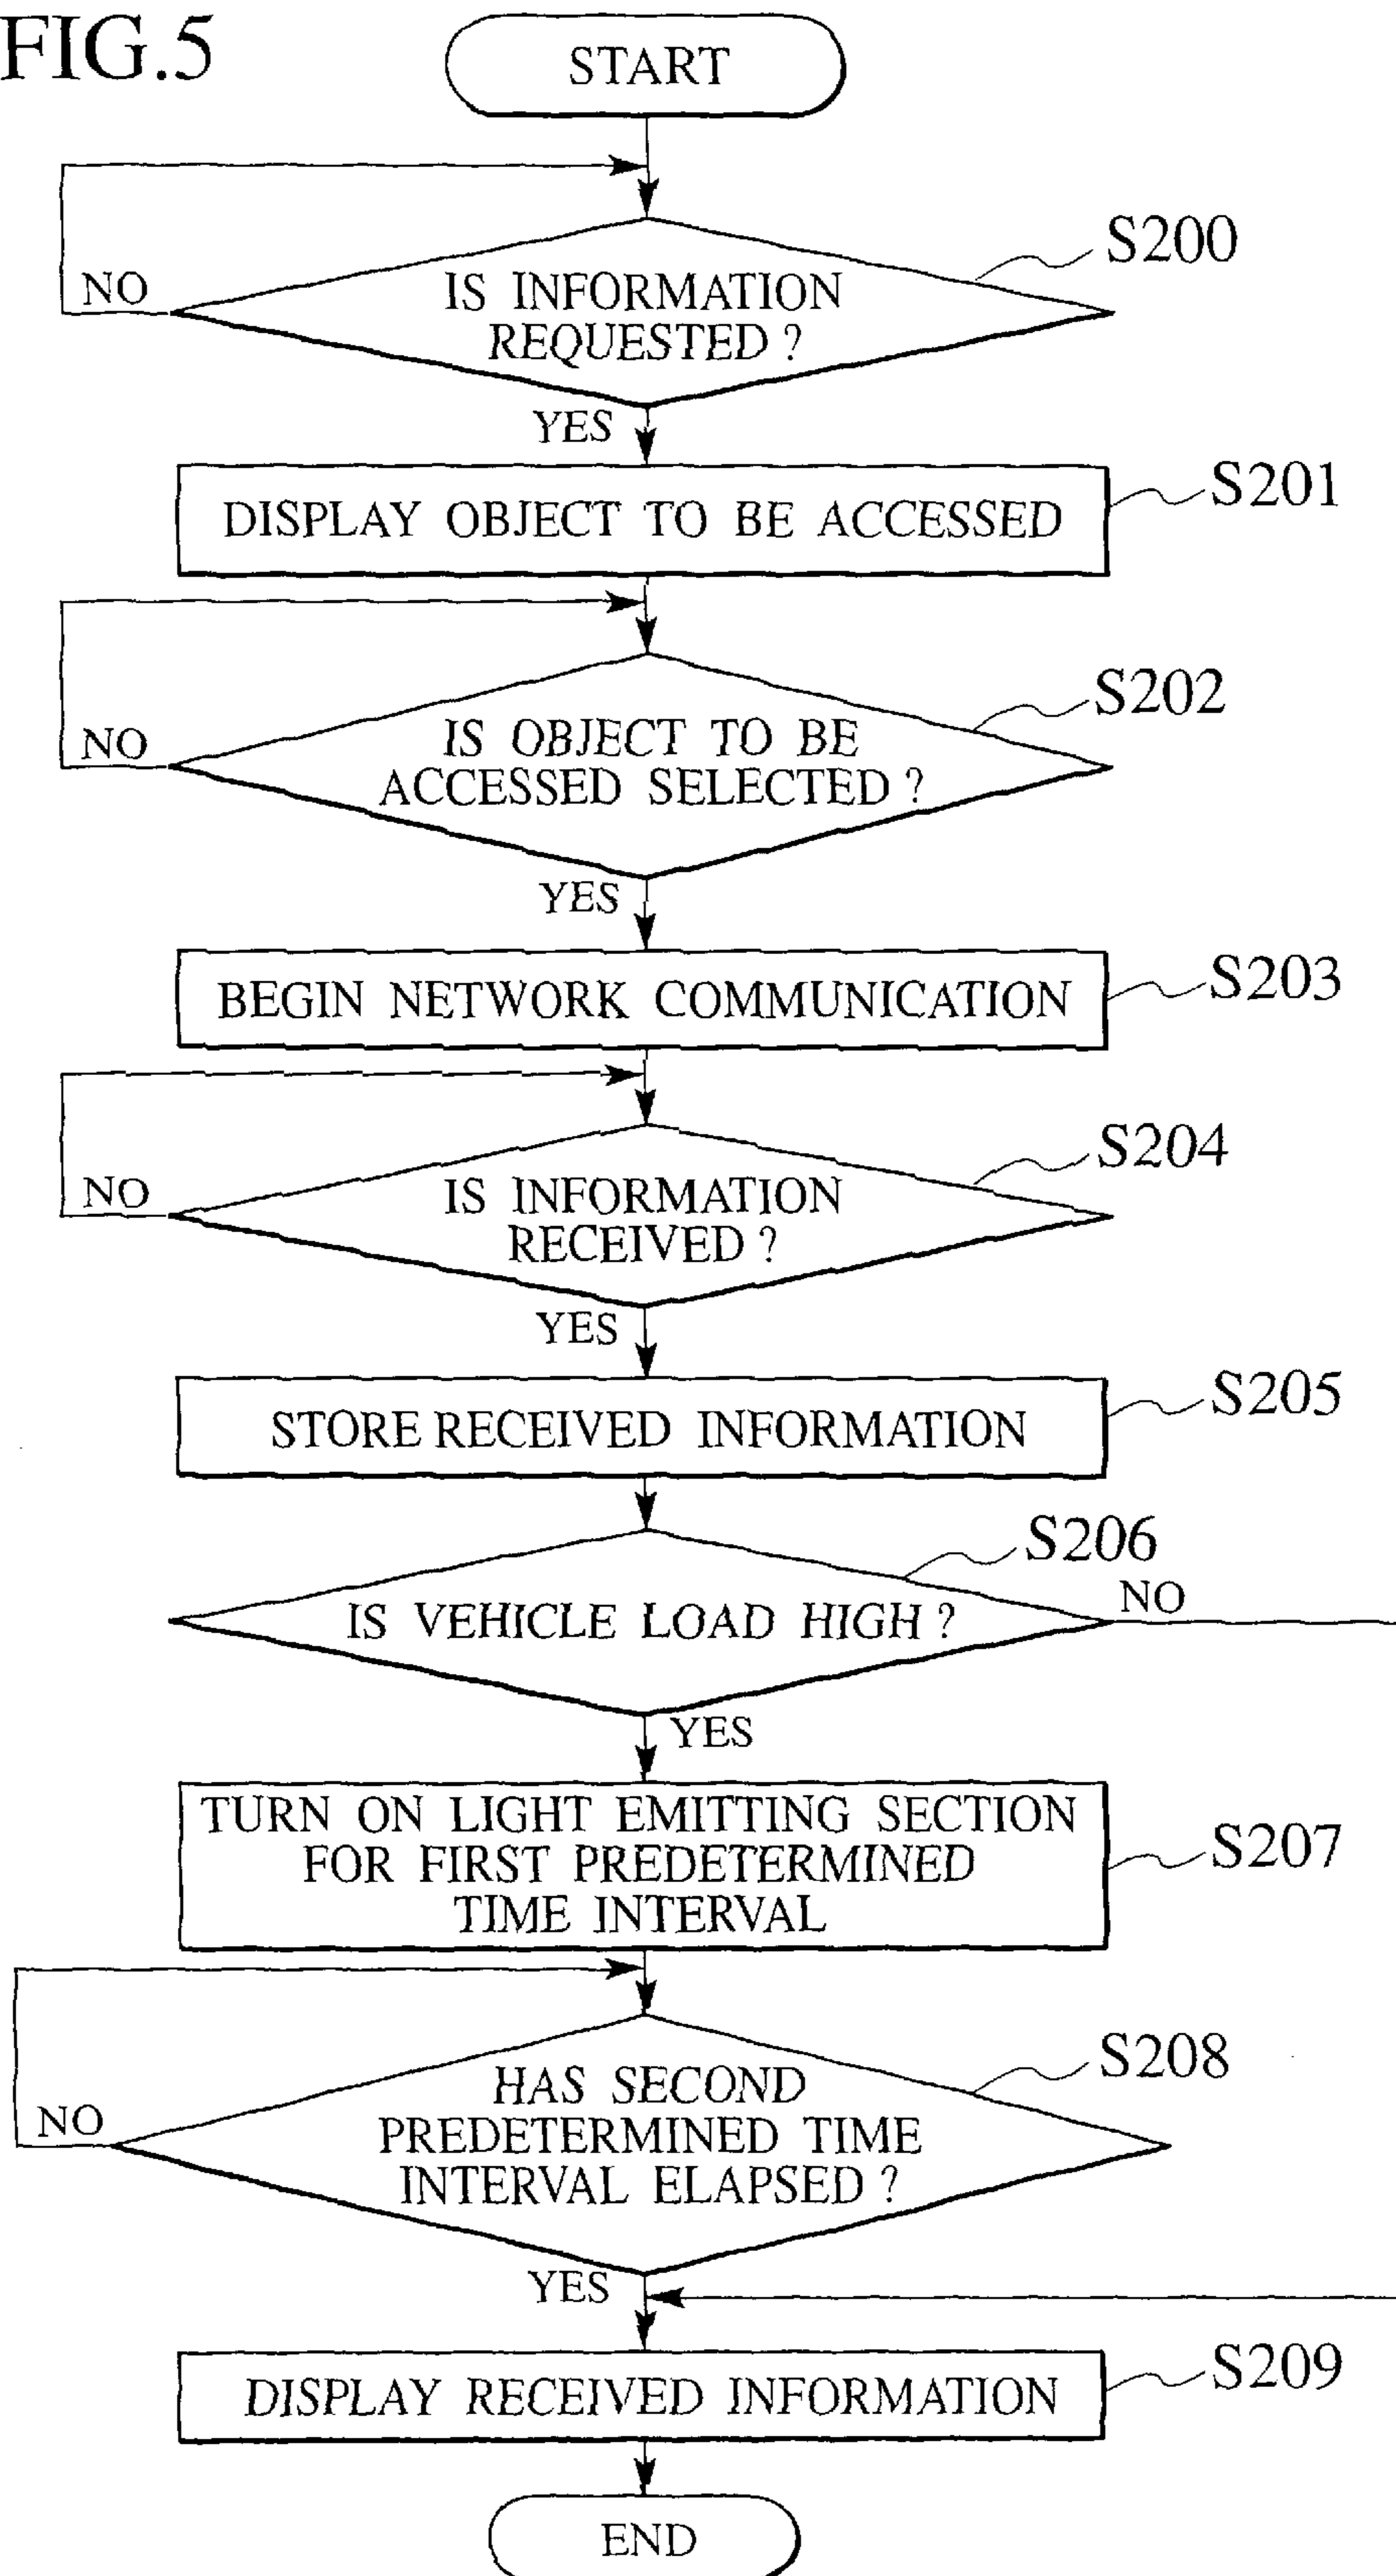 FIG.5
START
S200
NO
IS INFORMATION
REQUESTED ?
YES
S201
DISPLAY OBJECT TO BE ACCESSED
S202
NO
IS OBJECT TO BE
ACCESSED SELECTED ?
YES
S203
BEGIN NETWORK COMMUNICATION
S204
NO
IS INFORMATION
RECEIVED ?
YES
S205
STORE RECEIVED INFORMATION
S206
NO
IS VEHICLE LOAD HIGH ?
YES
TURN ON LIGHT EMITTING SECTION
FOR FIRST PREDETERMINED
TIME INTERVAL
S207
S208
HAS SECOND
PREDETERMINED TIME
INTERVAL ELAPSED ?
NO
YES
S209
DISPLAY RECEIVED INFORMATION
END